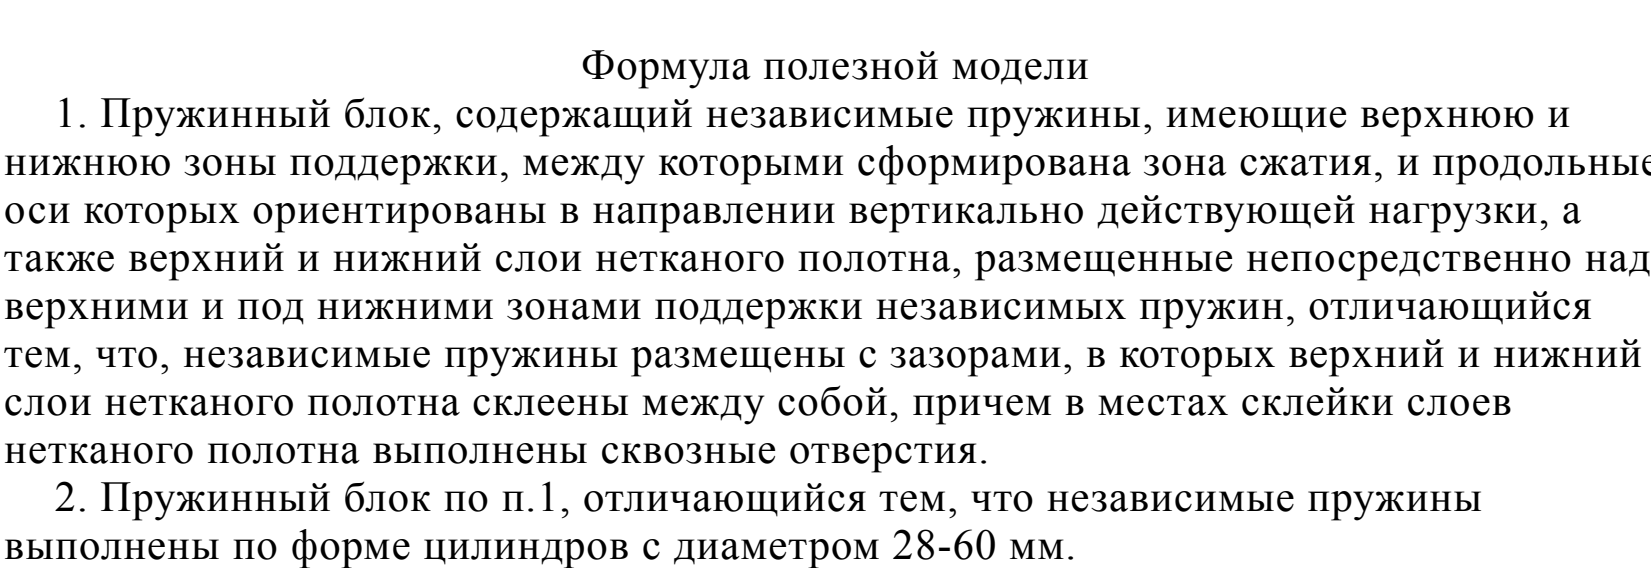 Формула полезной модели
1. Пружинный блок, содержащий независимые пружины, имеющие верхнюю и
нижнюю зоны поддержки, между которыми сформирована зона сжатия, и продольные
оси которых ориентированы в направлении вертикально действующей нагрузки, а
также верхний и нижний слои нетканого полотна, размещенные непосредственно над
верхними и под нижними зонами поддержки независимых пружин, отличающийся
тем, что, независимые пружины размещены с зазорами, в которых верхний и нижний
слои нетканого полотна склеены между собой, причем в местах склейки слоев
нетканого полотна выполнены сквозные отверстия.
2. Пружинный блок по п.1, отличающийся тем, что независимые пружины
выполнены по форме цилиндров с диаметром 28-60 мм.